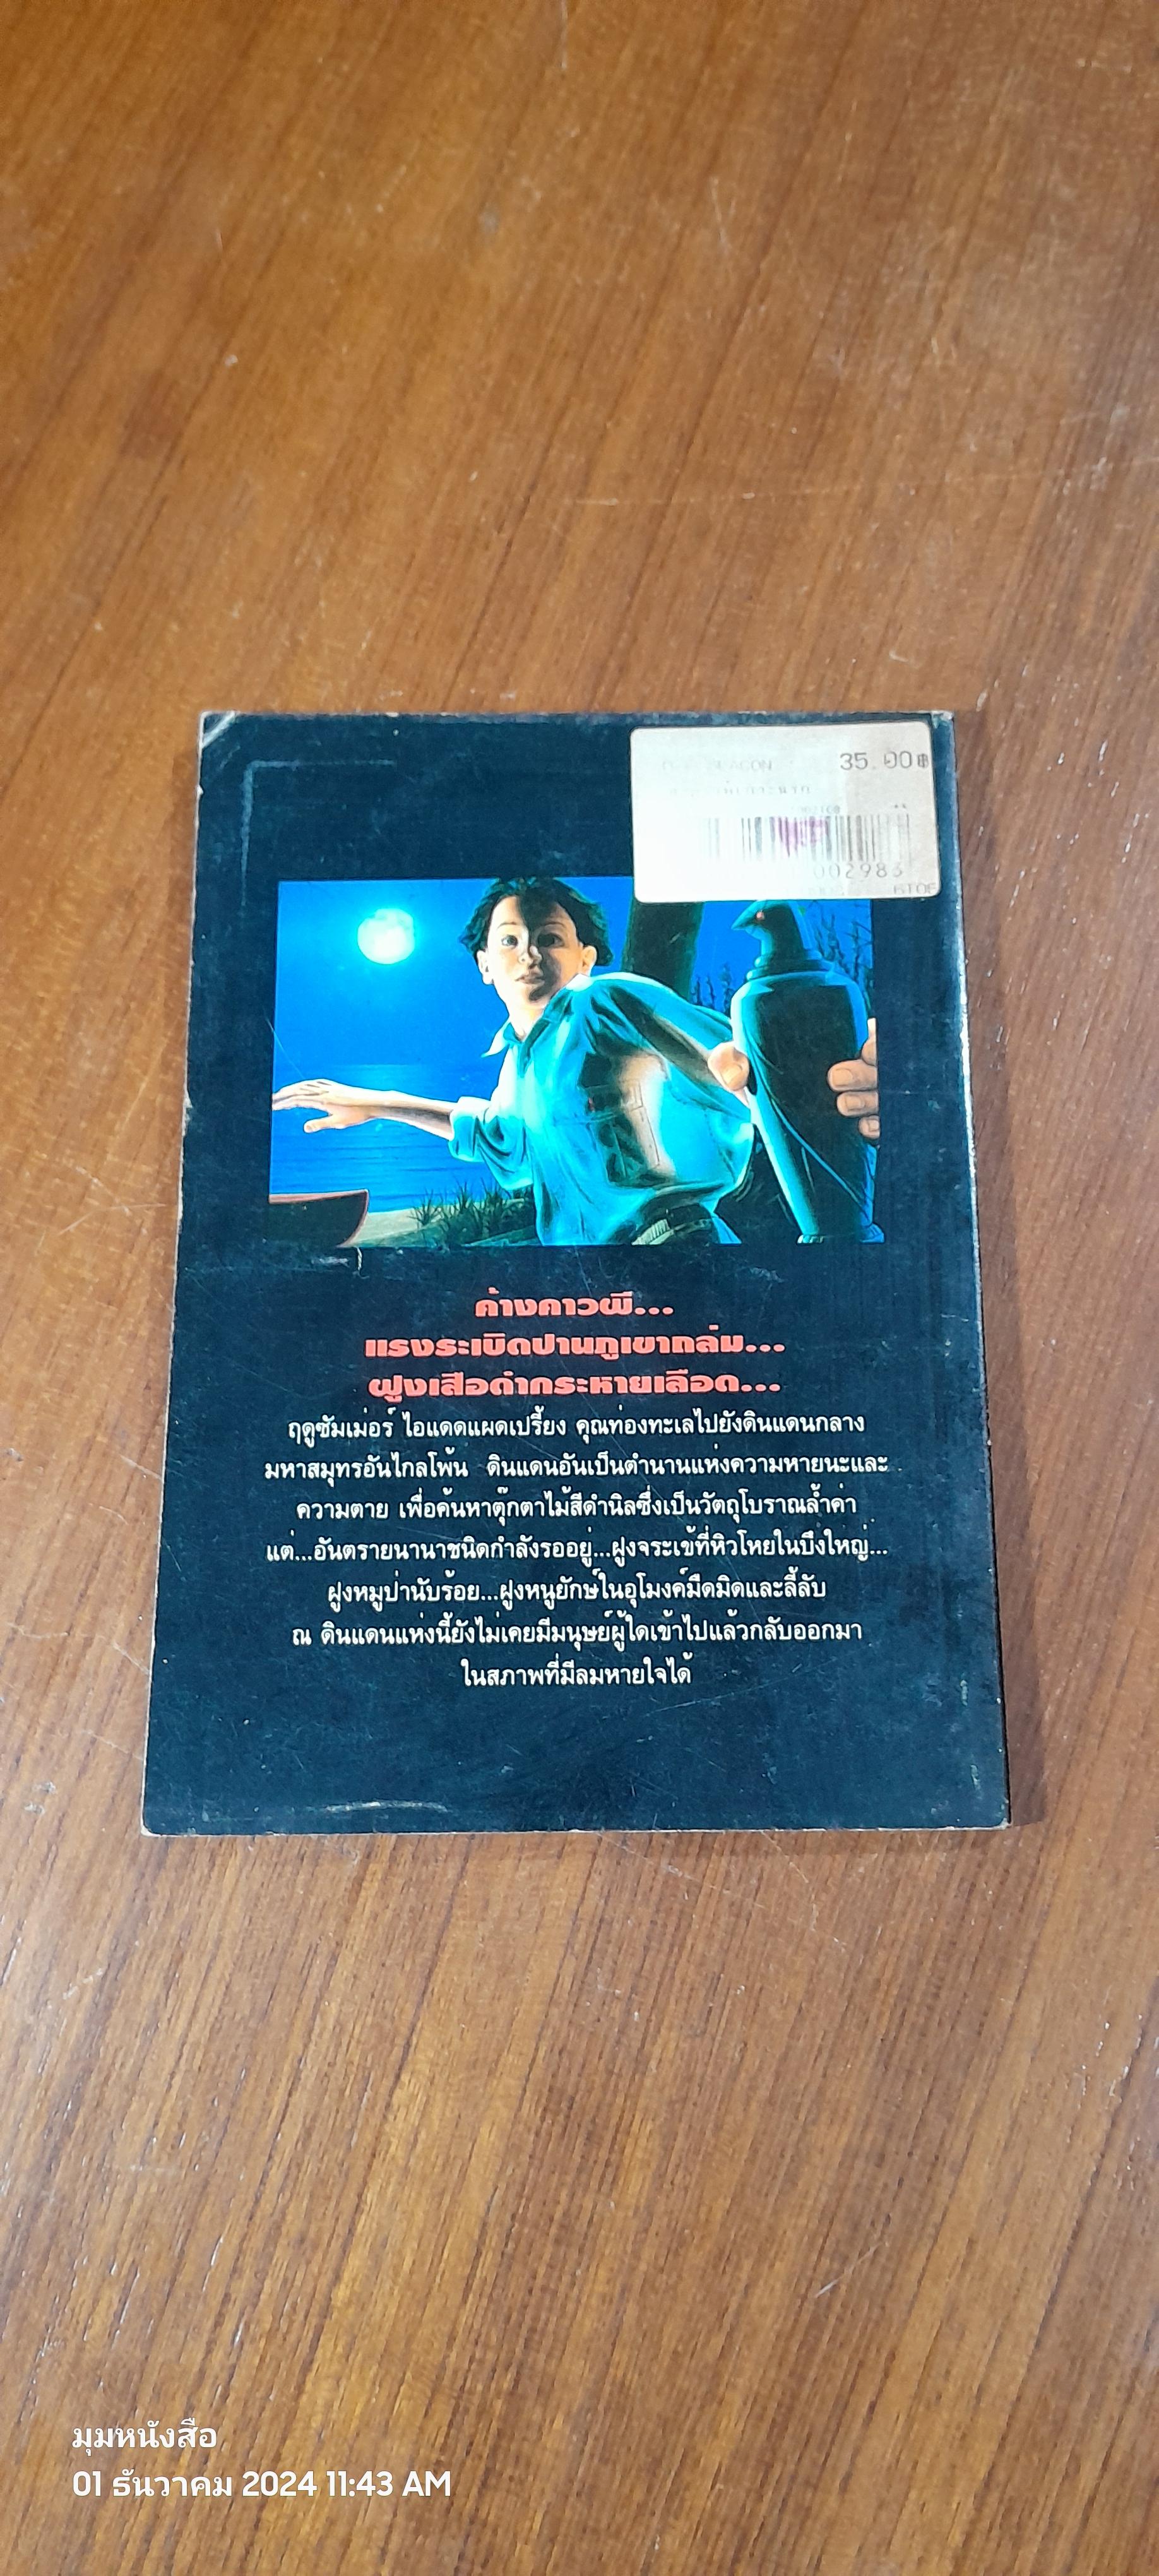 BEACON
35.00฿
002983
ค้างคาวผี...
แรงระเบิดปานภูเขาถล่ม...
ฝูงเสือดำกระหายเลือด...
ฤดูซัมเม่อร์ ไอแดดแผดเปรี้ยง คุณท่องทะเลไปยังดินแดนกลาง
มหาสมุทรอันไกลโพ้น ดินแดนอันเป็นตำนานแห่งความหายนะและ
ความตาย เพื่อค้นหาตุ๊กตาไม้สีดำนิลซึ่งเป็นวัตถุโบราณล้ำค่า
แต่...อันตรายนานาชนิดกำลังรออยู่...ฝูงจระเข้ที่หิวโหยในบึงใหญ่...
ฝูงหมูป่านับร้อย...ฝูงหนูยักษ์ในอุโมงค์มืดมิดและลี้ลับ
ณ ดินแดนแห่งนี้ยังไม่เคยมีมนุษย์ผู้ใดเข้าไปแล้วกลับออกมา
ในสภาพที่มีลมหายใจได้
มุมหนังสือ
01 ธันวาคม 2024 11:43 AM